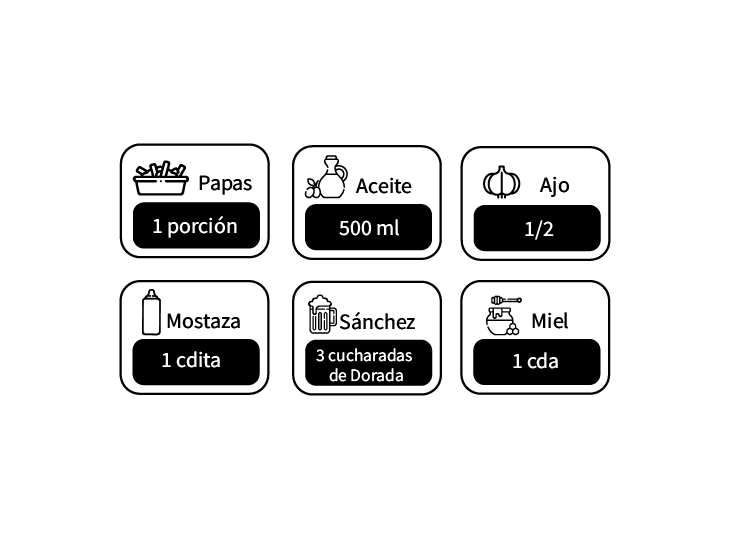 Papas
1 porción
Aceite
500 ml
Ajo
1/2
Mostaza
1 cdita
Sánchez
3 cucharadas
de Dorada
Miel
1 cda